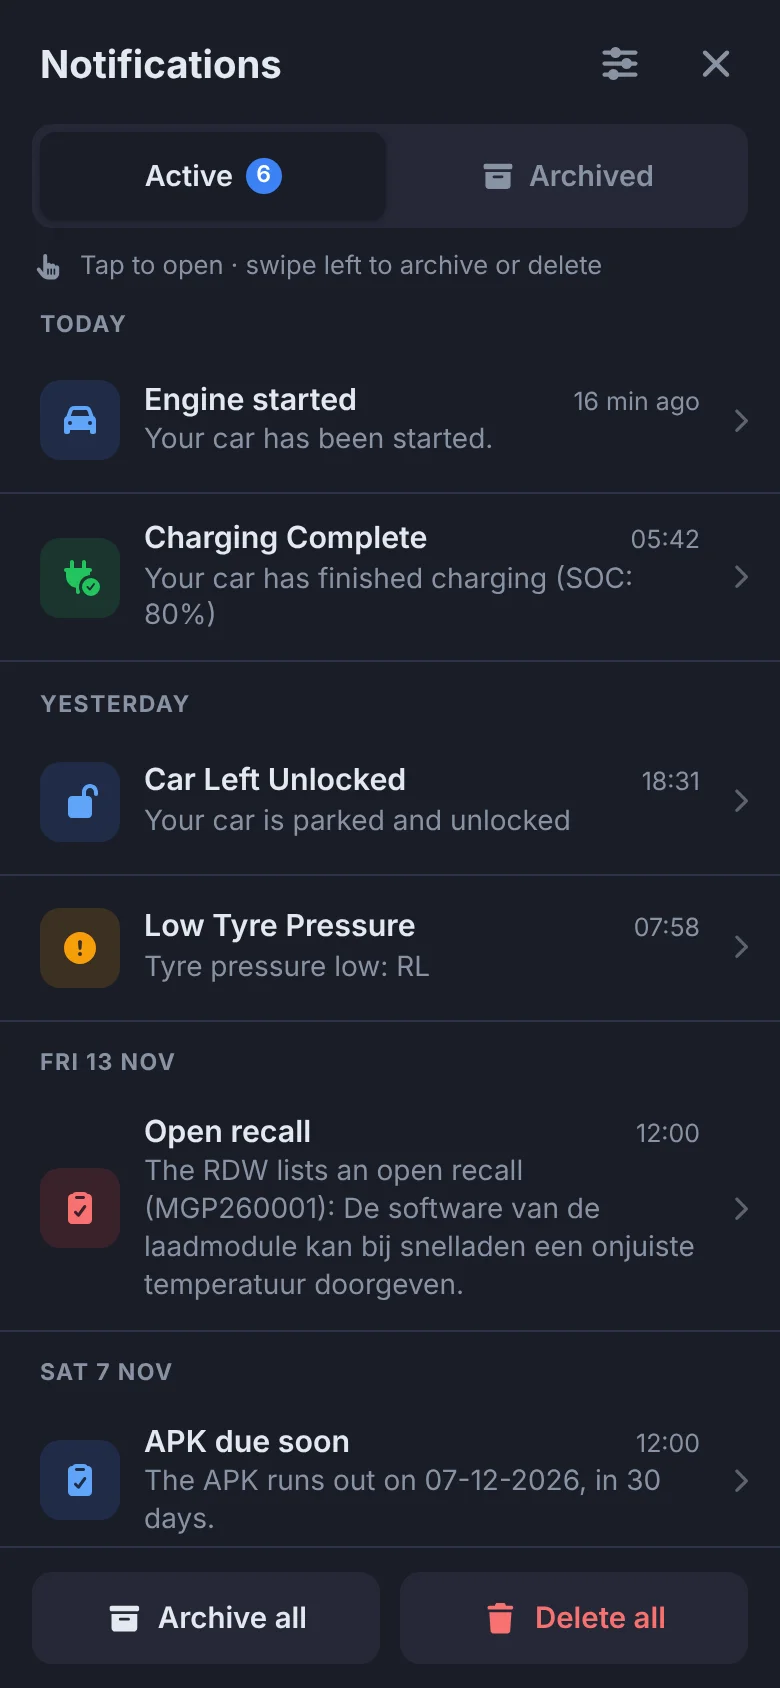 Notifications
Active 6
Archived
Tap to open · swipe left to archive or delete
TODAY
Engine started
16 min ago
Your car has been started.
Charging Complete
05:42
Your car has finished charging (SOC:
80%)
YESTERDAY
Car Left Unlocked
18:31
Your car is parked and unlocked
Low Tyre Pressure
07:58
Tyre pressure low: RL
FRI 13 NOV
Open recall
12:00
The RDW lists an open recall
(MGP260001): De software van de
laadmodule kan bij snelladen een onjuiste
temperatuur doorgeven.
SAT 7 NOV
APK due soon
12:00
The APK runs out on 07-12-2026, in 30
days.
Archive all
Delete all